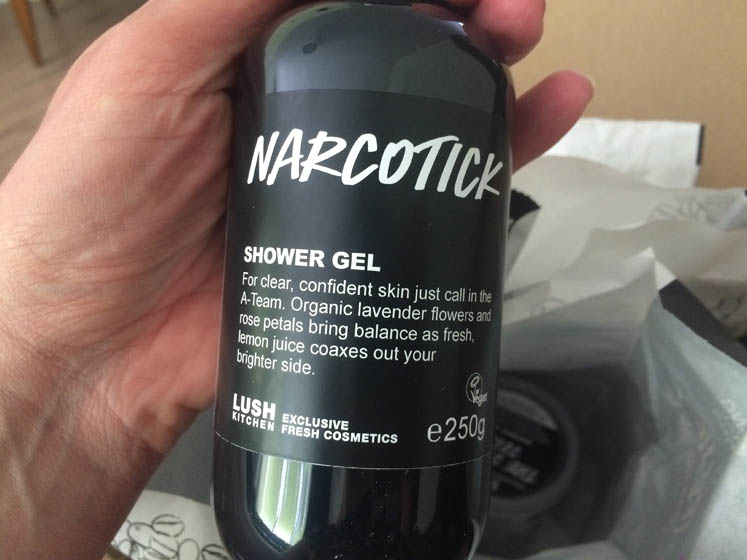 NARCOTICK
SHOWER GEL
For clear, confident skin just call in the
A-Team. Organic lavender flowers and
rose petals bring balance as fresh,
lemon juice coaxes out your
brighter side.
Vegan
LUSH EXCLUSIVE
KITCHEN FRESH COSMETICS
e250g